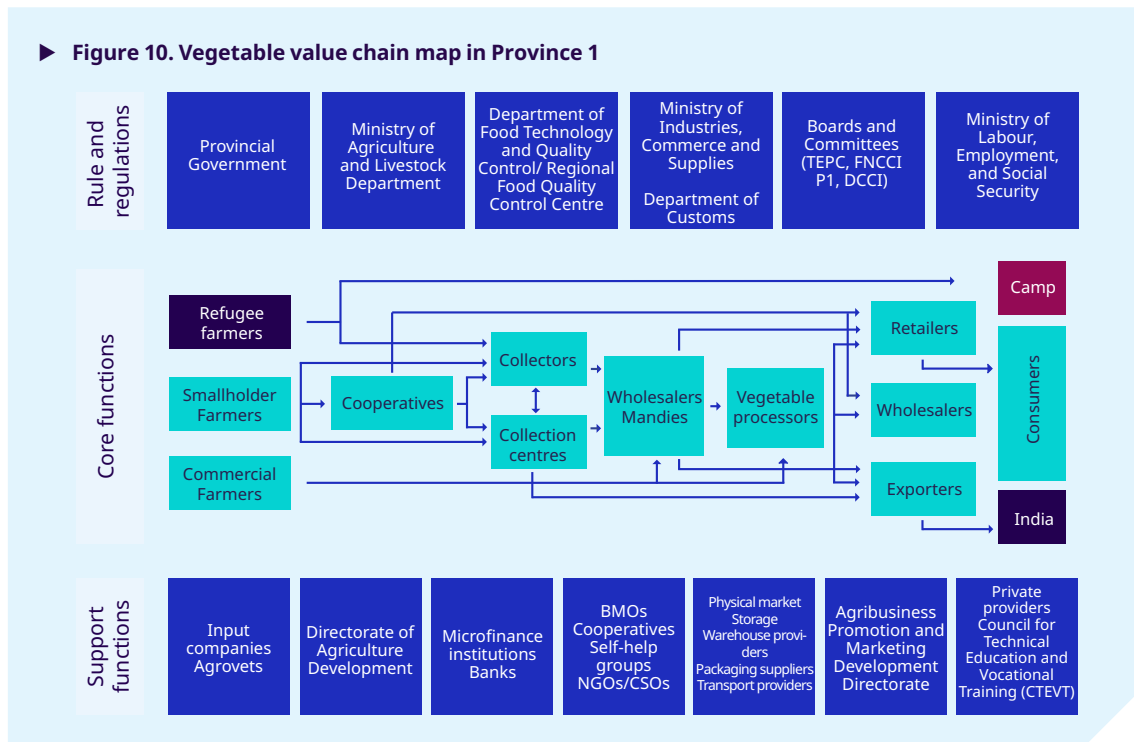 Figure 10. Vegetable value chain map in Province 1
Rule and
regulations
Provincial
Government
Ministry of
Agriculture
and Livestock
Department
Department of
Food Technology
and Quality
Control/ Regional
Food Quality
Control Centre
Ministry of
Industries,
Commerce and
Supplies
Department of
Customs
Boards and
Committees
(TEPC, FNCCI
P1, DCCI)
Ministry of
Labour,
Employment,
and Social
Security
Core functions
Refugee
farmers
Smallholder
Farmers
Commercial
Farmers
Cooperatives
Collectors
Collection
centres
Wholesalers
Mandies
Vegetable
processors
Retailers
Wholesalers
Exporters
Camp
Consumers
India
Support
functions
Input
companies
Agrovets
Directorate of
Agriculture
Development
Microfinance
institutions
Banks
BMOs
Cooperatives
Self-help
groups
NGOs/CSOs
Physical market
Storage
Warehouse provi-
ders
Packaging suppliers
Transport providers
Agribusiness
Promotion and
Marketing
Development
Directorate
Private
providers
Council for
Technical
Education and
Vocational
Training (CTEVT)